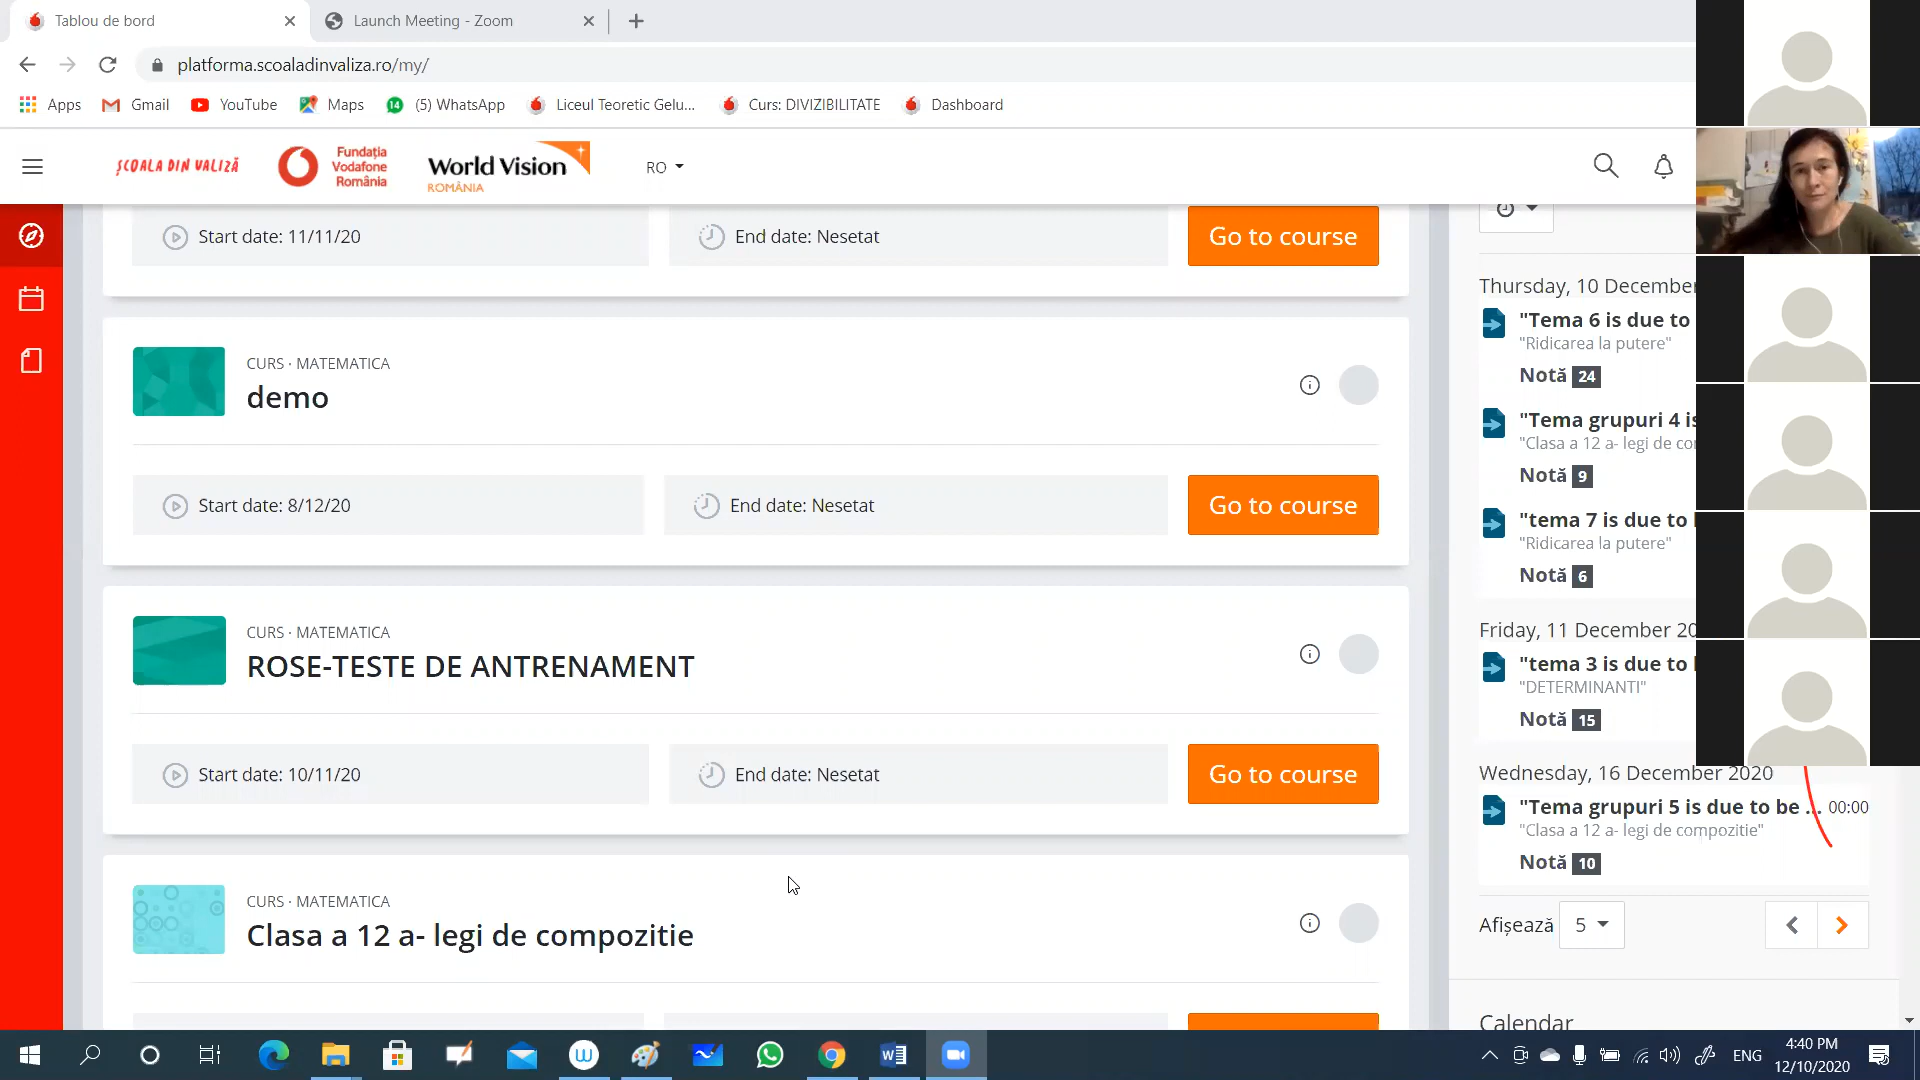 Tablou de bord
Launch Meeting - Zoom
platforma.scoaladinvaliza.ro/my/
Apps
Gmail
YouTube
Maps
14
(5) WhatsApp
Liceul Teoretic Gelu...
Curs: DIVIZIBILITATE
Dashboard
ȘCOALA DIN VALIZĂ
Fundația
Vodafone
România
World Vision
ROMÂNIA
RO
Start date: 11/11/20
End date: Nesetat
Go to course
CURS · MATEMATICA
demo
Start date: 8/12/20
End date: Nesetat
Go to course
CURS · MATEMATICA
ROSE-TESTE DE ANTRENAMENT
Start date: 10/11/20
End date: Nesetat
Go to course
CURS · MATEMATICA
Clasa a 12 a- legi de compozitie
Thursday, 10 December
"Tema 6 is due to
"Ridicarea la putere"
Notă 24
"Tema grupuri 4 is
"Clasa a 12 a- legi de co
Notă 9
"tema 7 is due to
"Ridicarea la putere"
Notă 6
Friday, 11 December 20
"tema 3 is due to
"DETERMINANTI"
Notă 15
Wednesday, 16 December 2020
"Tema grupuri 5 is due to be ... 00:00
"Clasa a 12 a- legi de compozitie"
Notă 10
Afișează 5
Calendar
ENG
4:40 PM
12/10/2020